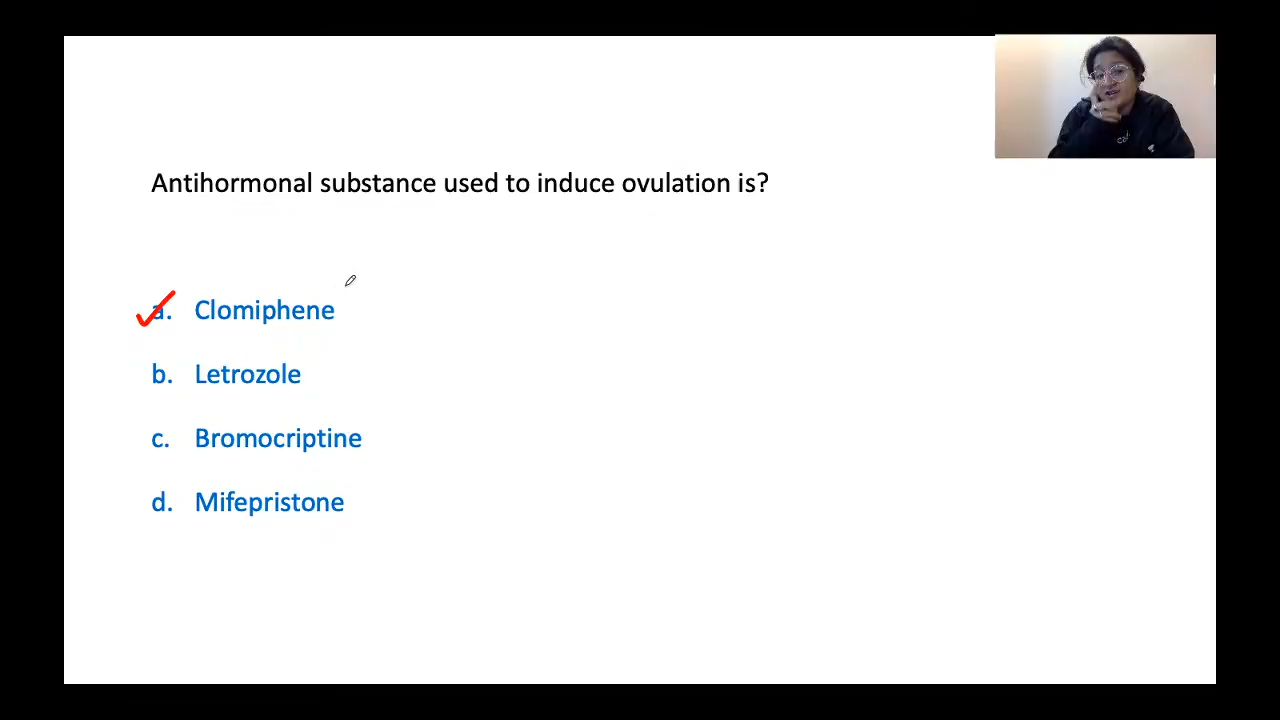 Antihormonal substance used to induce ovulation is?
a. Clomiphene
b. Letrozole
c. Bromocriptine
d. Mifepristone